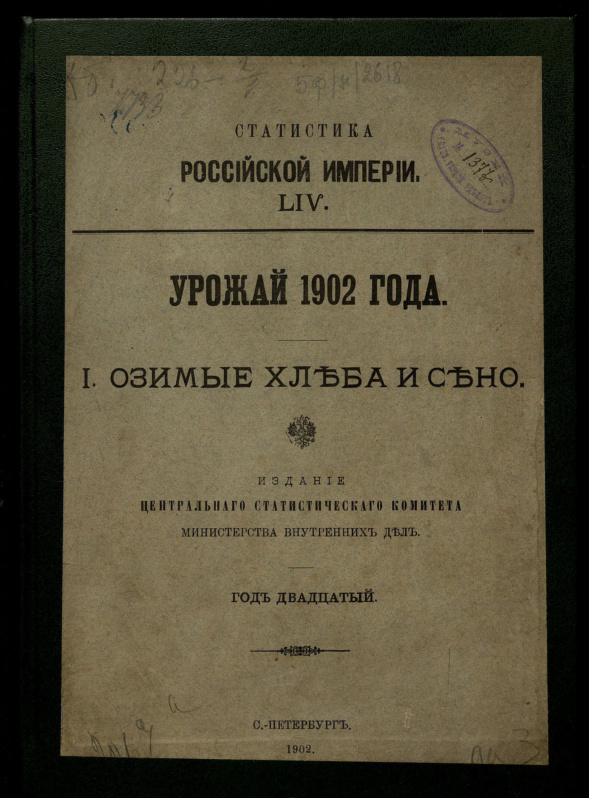 СТАТИСТИКА
РОССІЙСКОЙ ИМПЕРІИ.
LIV.
УРОЖАЙ 1902 ГОДА.
I. ОЗИМЫЕ ХЛѢБА И СѢНО.
ИЗДАНІЕ
ЦЕНТРАЛЬНАГО СТАТИСТИЧЕСКАГО КОМИТЕТА
МИНИСТЕРСТВА ВНУТРЕННИХЪ ДѢЛЪ.
ГОДЪ ДВАДЦАТЫЙ.
С.-ПЕТЕРБУРГЪ.
1902.